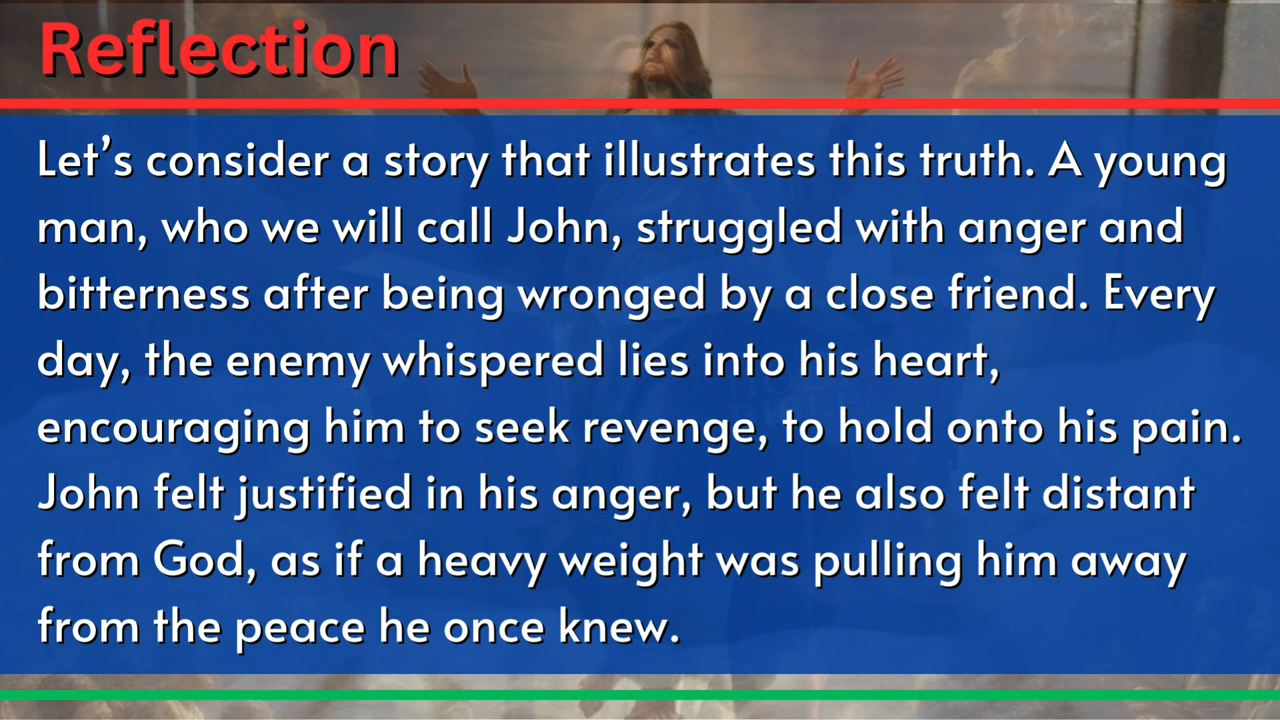 Reflection
Let’s consider a story that illustrates this truth. A young
man, who we will call John, struggled with anger and
bitterness after being wronged by a close friend. Every
day, the enemy whispered lies into his heart,
encouraging him to seek revenge, to hold onto his pain.
John felt justified in his anger, but he also felt distant
from God, as if a heavy weight was pulling him away
from the peace he once knew.